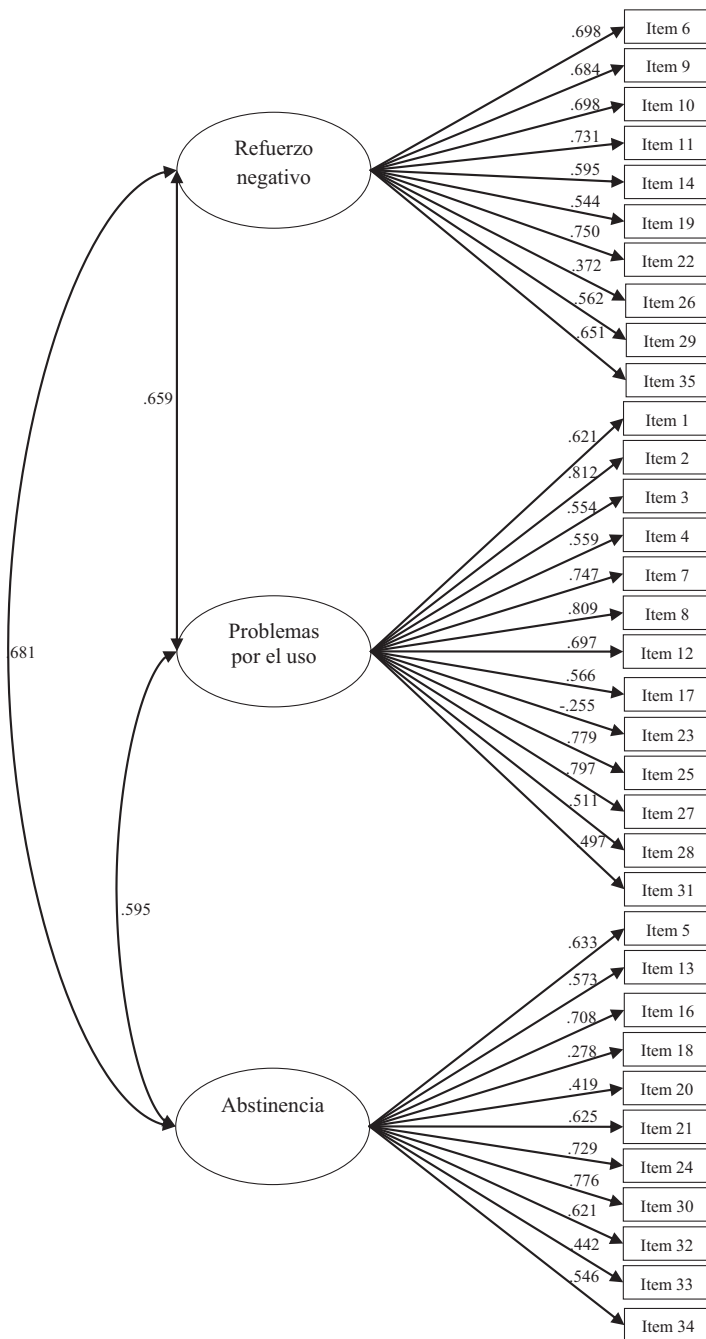 .698
Item 6
.684
Item 9
.698
Item 10
.731
Item 11
.595
Item 14
.544
Item 19
.750
Item 22
.372
Item 26
.562
Item 29
.651
Item 35
Refuerzo
negativo
.659
.621
Item 1
.812
Item 2
.554
Item 3
.559
Item 4
.747
Item 7
.809
Item 8
.697
Item 12
.566
Item 17
-.255
Item 23
.779
Item 25
.797
Item 27
.511
Item 28
.497
Item 31
Problemas
por el uso
.681
.595
.633
Item 5
.573
Item 13
.708
Item 16
.278
Item 18
.419
Item 20
.625
Item 21
.729
Item 24
.776
Item 30
.621
Item 32
.442
Item 33
.546
Item 34
Abstinencia